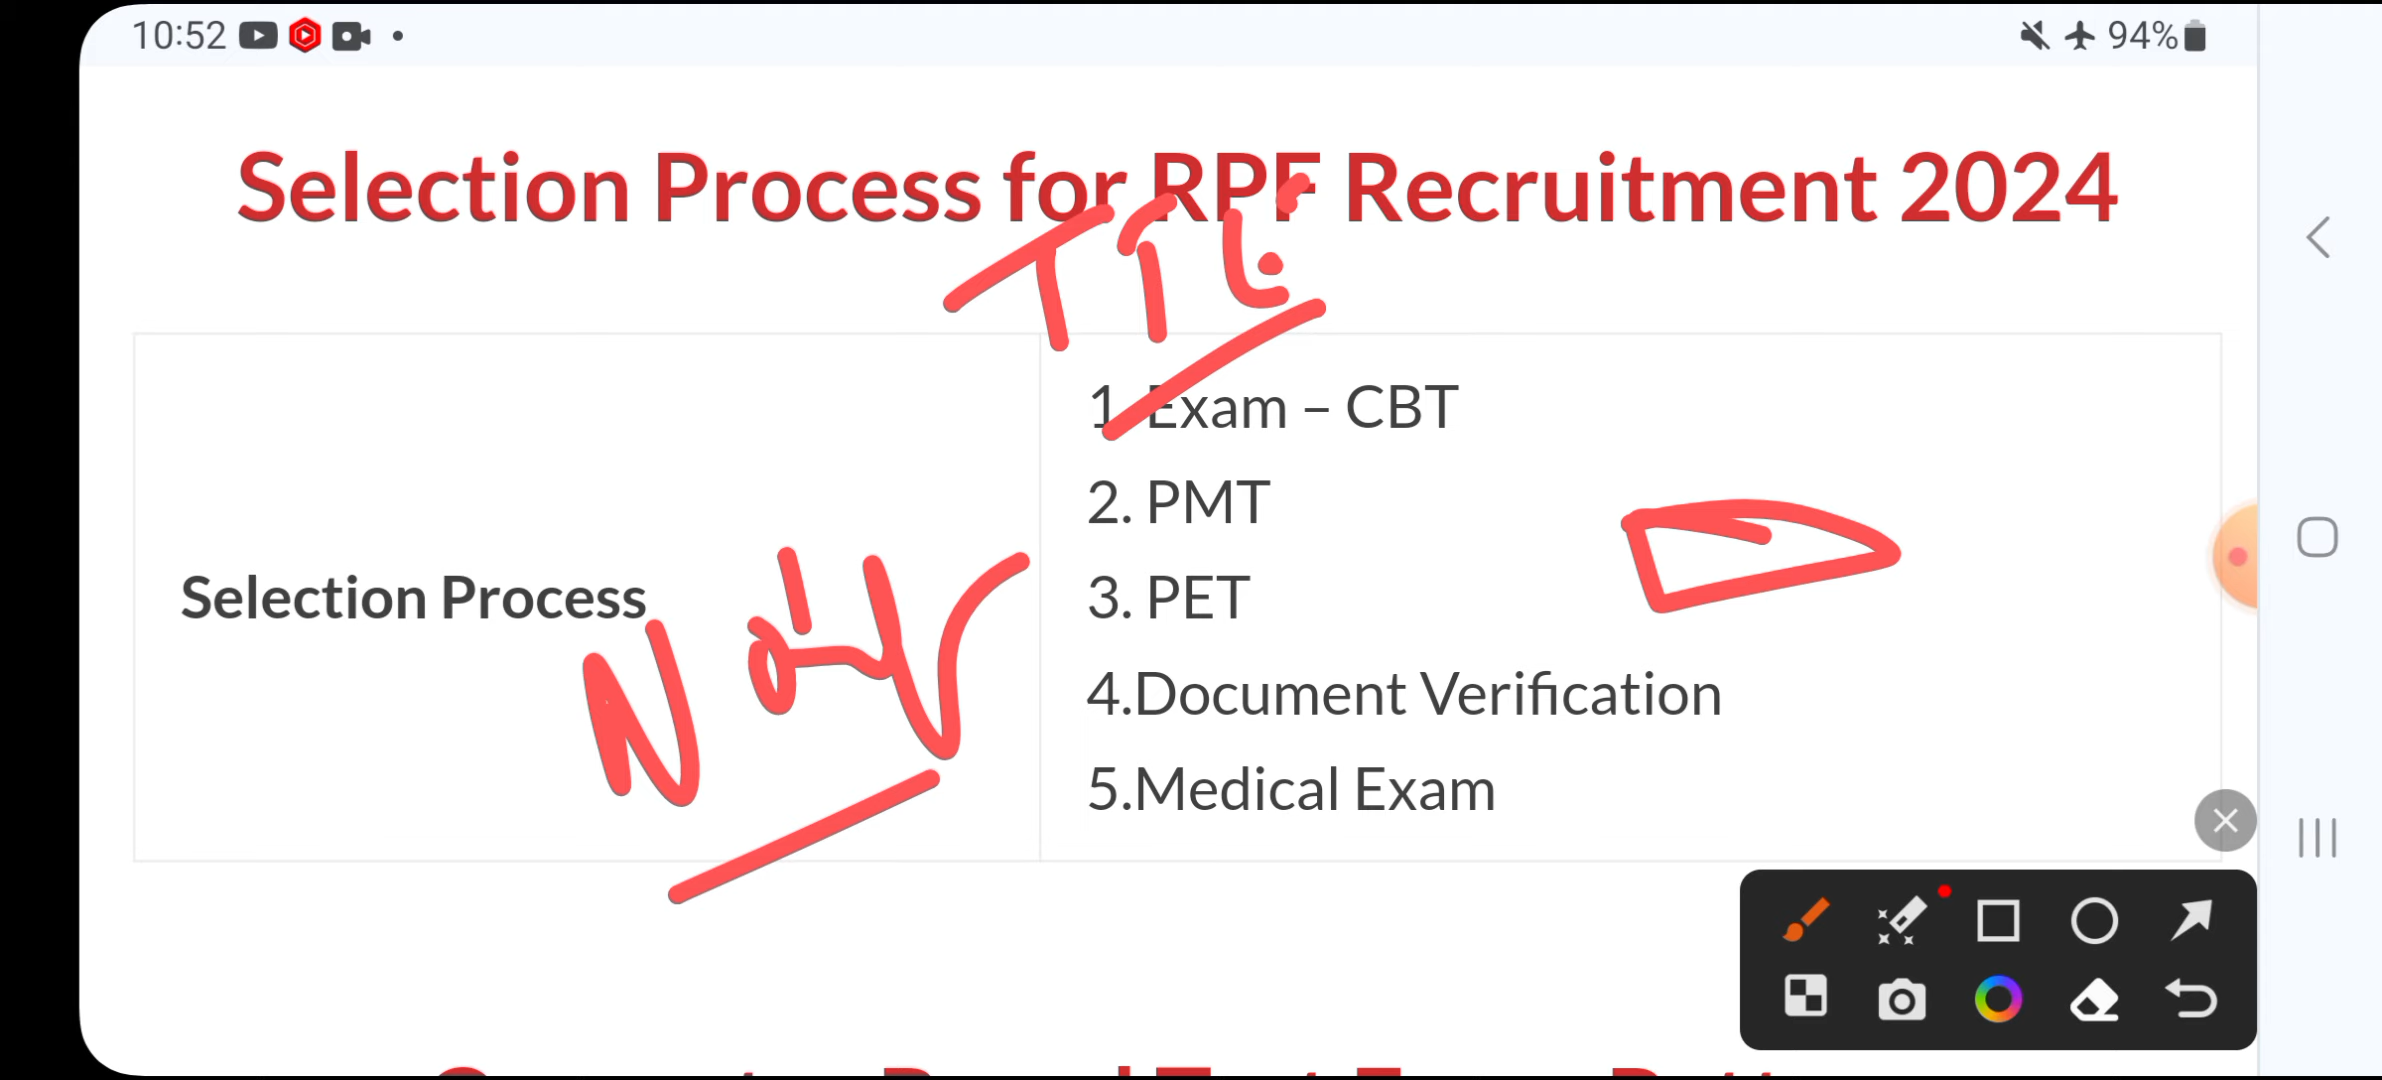 10:52 94%
Selection Process for RPF Recruitment 2024
1. Exam – CBT
2. PMT
Selection Process
3. PET
4.Document Verification
5.Medical Exam